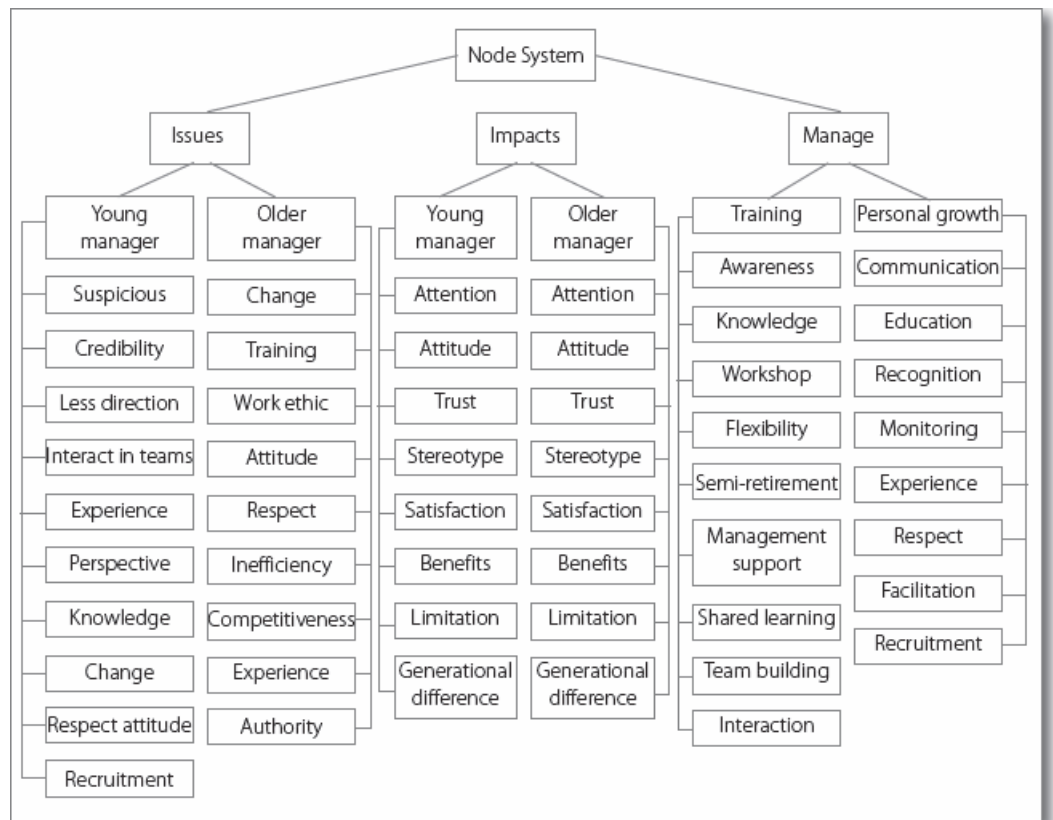 Node System
Issues
Impacts
Manage
Young
manager
Suspicious
Credibility
Less direction
Interact in teams
Experience
Perspective
Knowledge
Change
Respect attitude
Recruitment
Older
manager
Change
Training
Work ethic
Attitude
Respect
Inefficiency
Competitiveness
Experience
Authority
Young
manager
Attention
Attitude
Trust
Stereotype
Satisfaction
Benefits
Limitation
Generational
difference
Older
manager
Attention
Attitude
Trust
Stereotype
Satisfaction
Benefits
Limitation
Generational
difference
Training
Awareness
Knowledge
Workshop
Flexibility
Semi-retirement
Management
support
Shared learning
Team building
Interaction
Personal growth
Communication
Education
Recognition
Monitoring
Experience
Respect
Facilitation
Recruitment